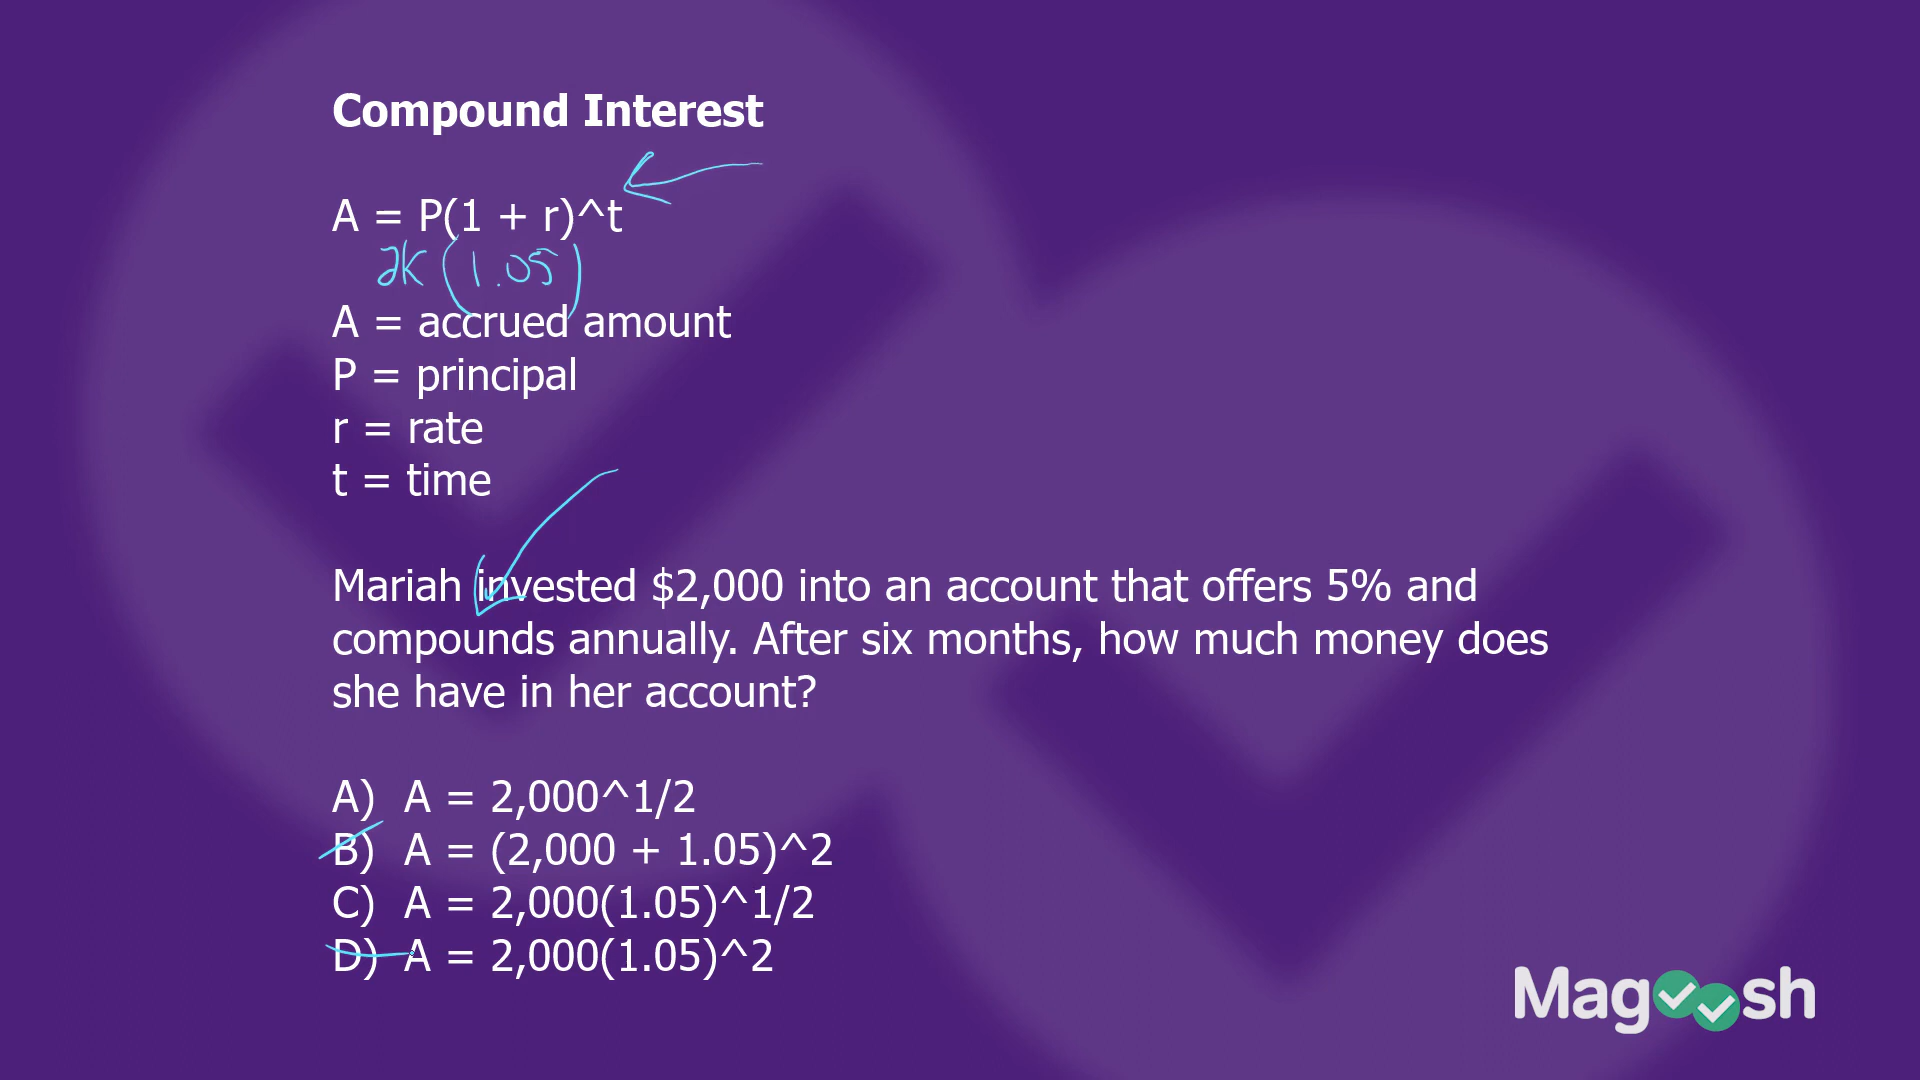 Compound Interest
A = P(1 + r)^t
2K (1.05)
A = accrued amount
P = principal
r = rate
t = time
Mariah invested $2,000 into an account that offers 5% and
compounds annually. After six months, how much money does
she have in her account?
A) A = 2,000^1/2
B) A = (2,000 + 1.05)^2
C) A = 2,000(1.05)^1/2
D) A = 2,000(1.05)^2
Magoosh